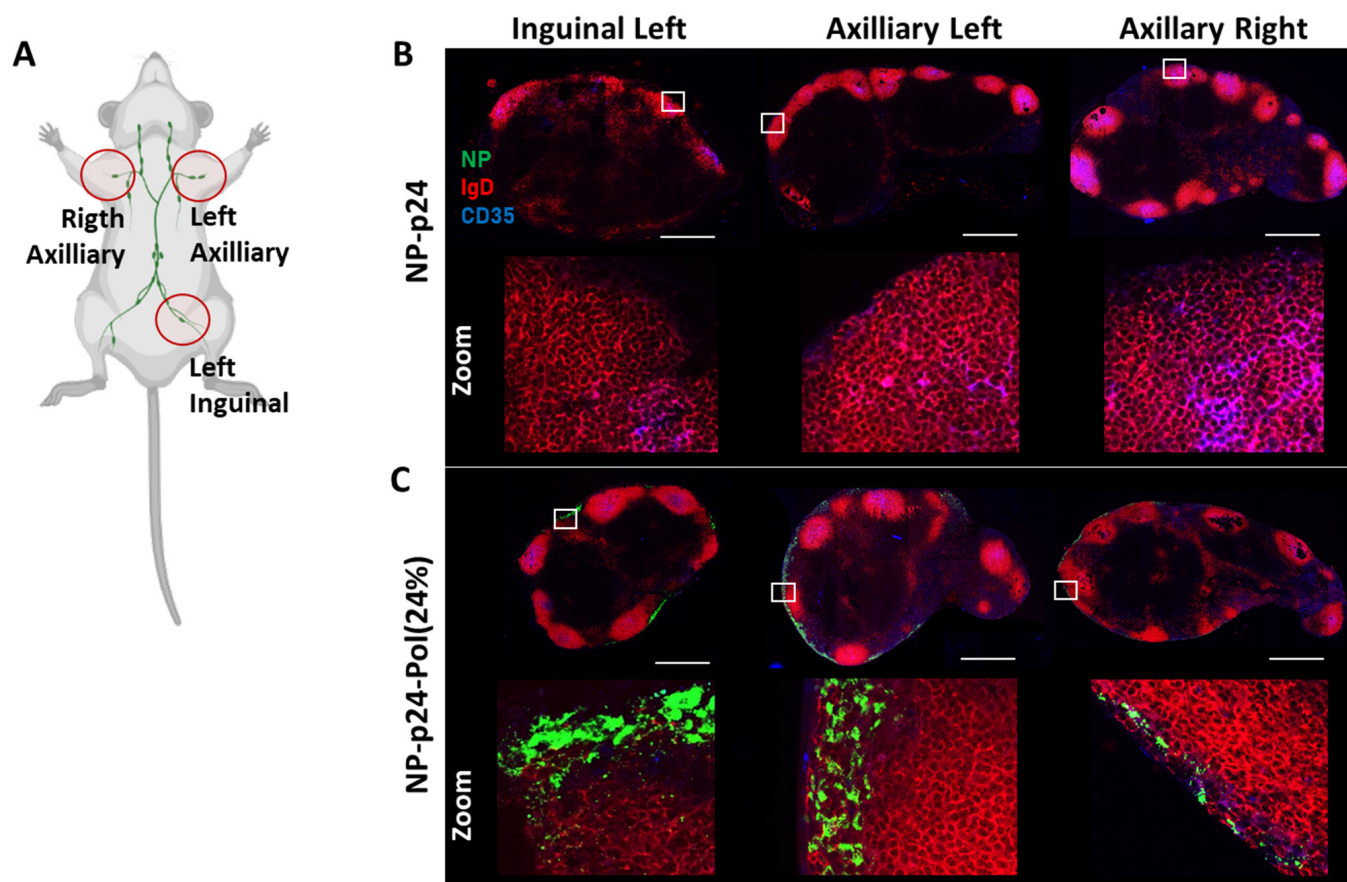 A
Rigth
Axilliary
Left
Axilliary
Left
Inguinal
Inguinal Left
Axilliary Left
Axillary Right
B
NP-p24
NP
IgD
CD35
Zoom
C
NP-p24-Pol(24%)
Zoom